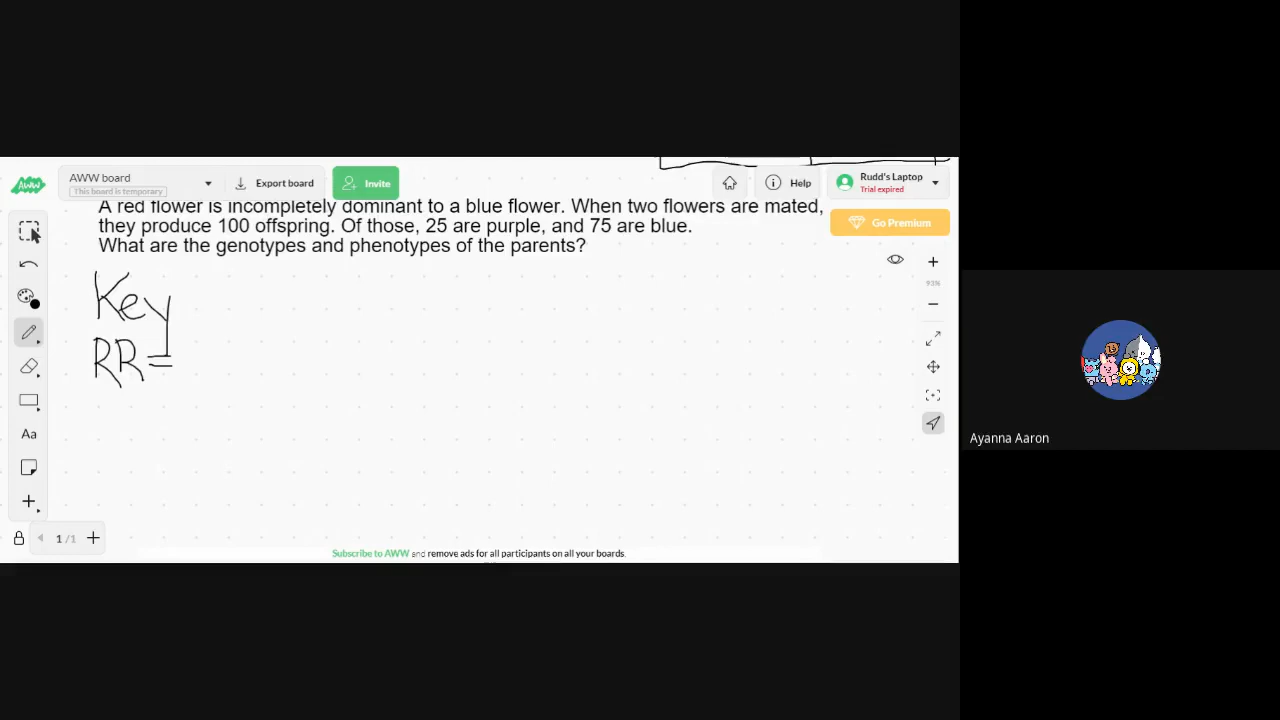 AWW
AWW board
This board is temporary
Export board
Invite
Help
Rudd's Laptop
Trial expired
Go Premium
A red flower is incompletely dominant to a blue flower. When two flowers are mated,
they produce 100 offspring. Of those, 25 are purple, and 75 are blue.
What are the genotypes and phenotypes of the parents?
93%
Key
RR=
Aa
1/1
Subscribe to AWW and remove ads for all participants on all your boards.
Ayanna Aaron